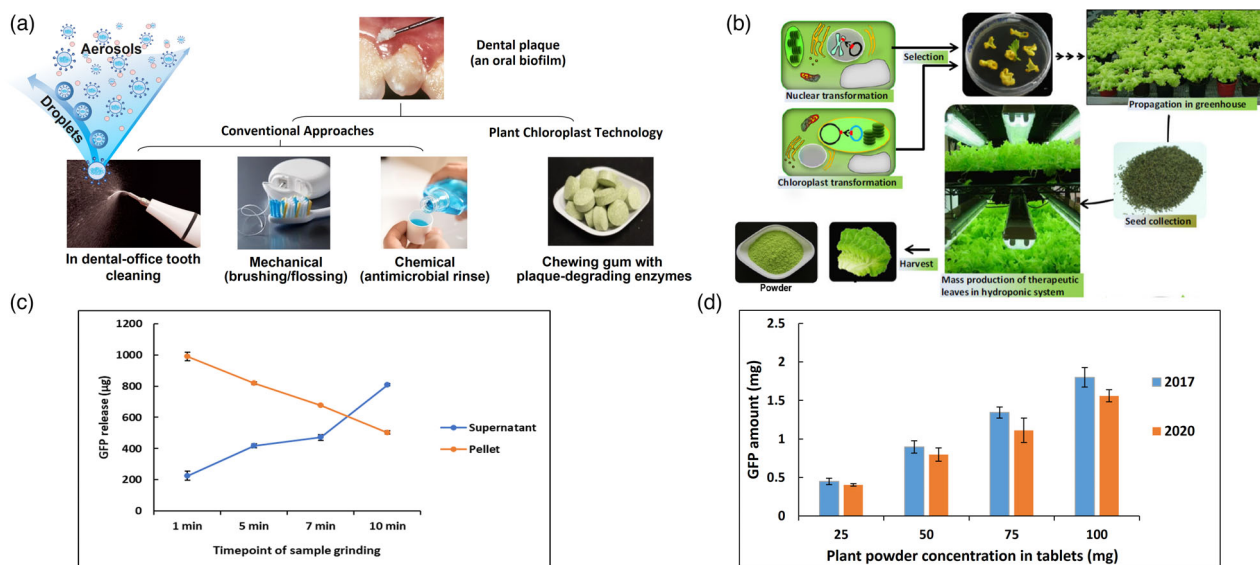 (a)
Aerosols
Droplets
Dental plaque
(an oral biofilm)
Conventional Approaches
Plant Chloroplast Technology
In dental-office tooth
cleaning
Mechanical
(brushing/flossing)
Chemical
(antimicrobial rinse)
Chewing gum with
plaque-degrading enzymes
(b)
Nuclear transformation
Selection
Propagation in greenhouse
Chloroplast transformation
Seed collection
Harvest
Powder
Mass production of therapeutic
leaves in hydroponic system
(c)
GFP release (µg)
1200
1000
800
600
400
200
0
1 min
5 min
7 min
10 min
Timepoint of sample grinding
Supernatant
Pellet
(d)
GFP amount (mg)
2.5
2
1.5
1
0.5
0
25
50
75
100
Plant powder concentration in tablets (mg)
2017
2020